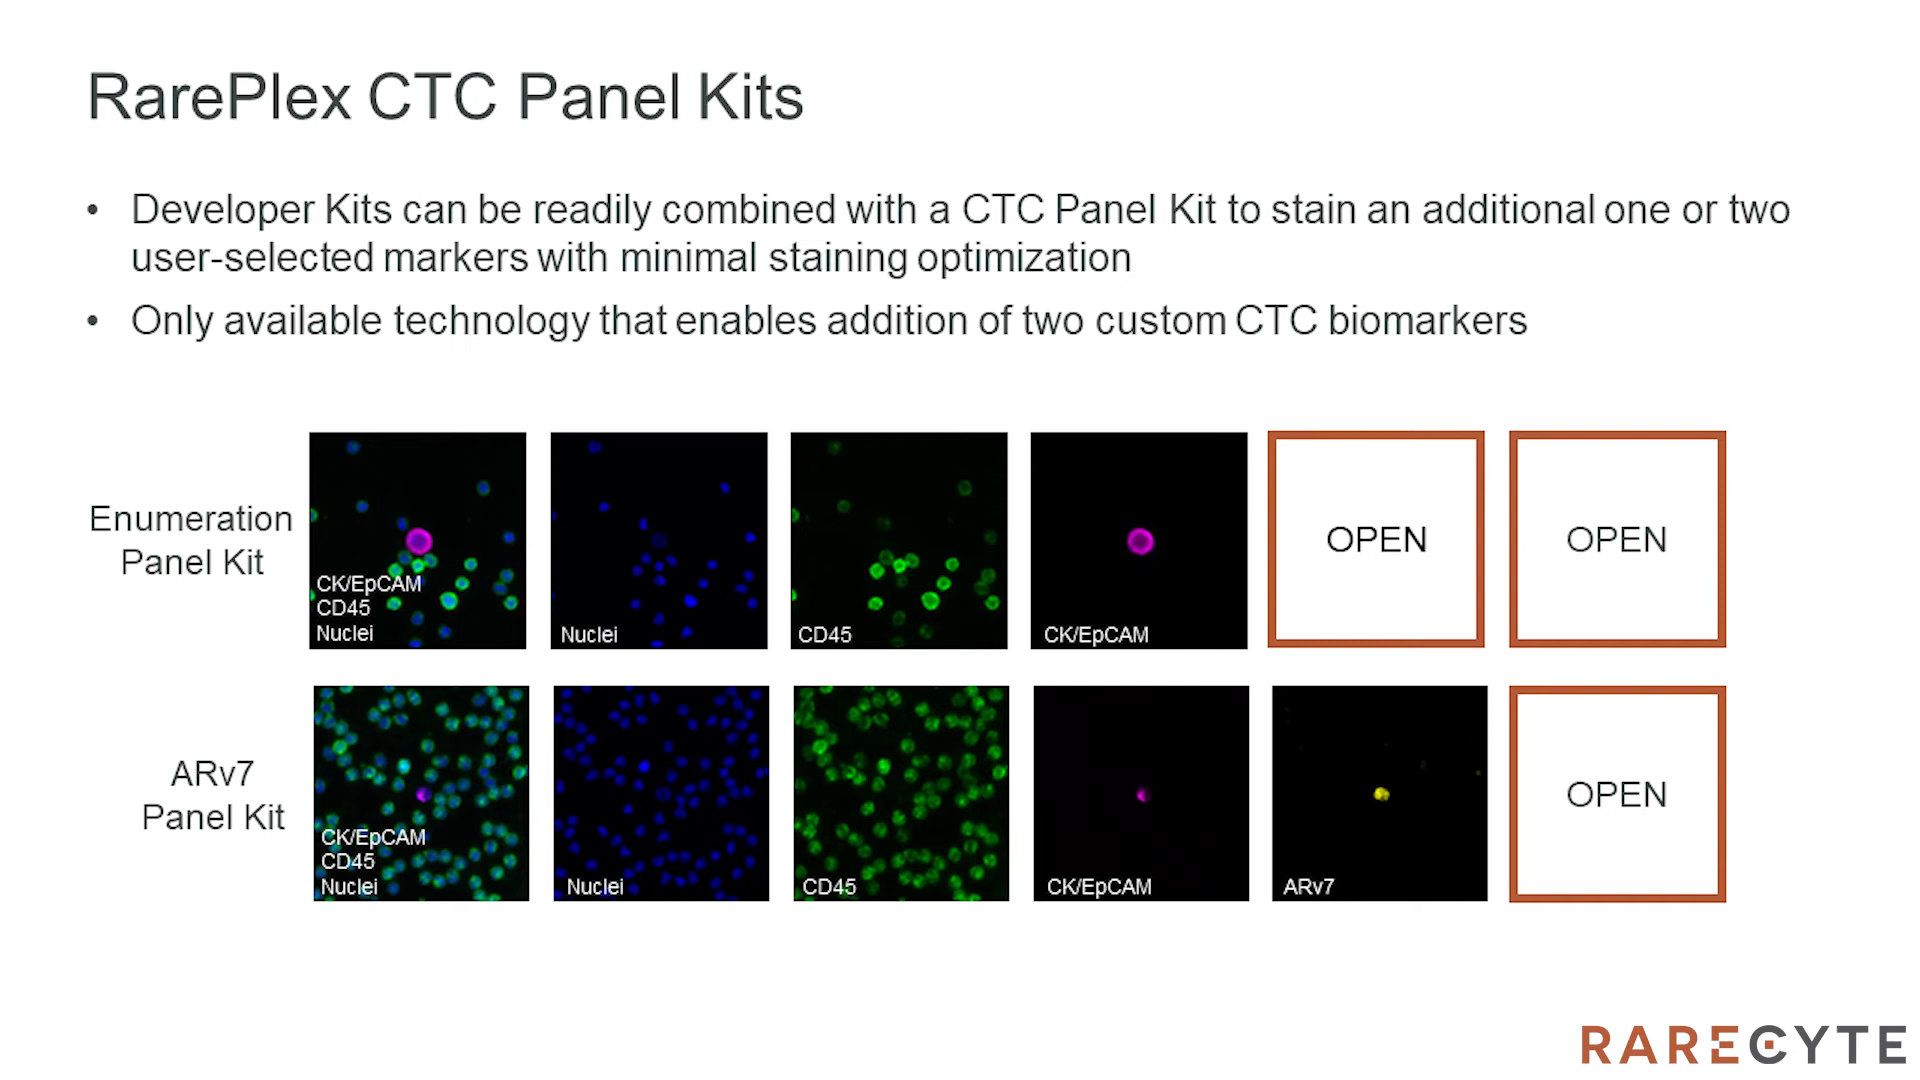 RarePlex CTC Panel Kits
• Developer Kits can be readily combined with a CTC Panel Kit to stain an additional one or two
user-selected markers with minimal staining optimization
• Only available technology that enables addition of two custom CTC biomarkers
Enumeration
Panel Kit
CK/EpCAM
CD45
Nuclei
Nuclei
CD45
CK/EpCAM
OPEN
OPEN
ARv7
Panel Kit
CK/EpCAM
CD45
Nuclei
Nuclei
CD45
CK/EpCAM
ARv7
OPEN
RARECYTE